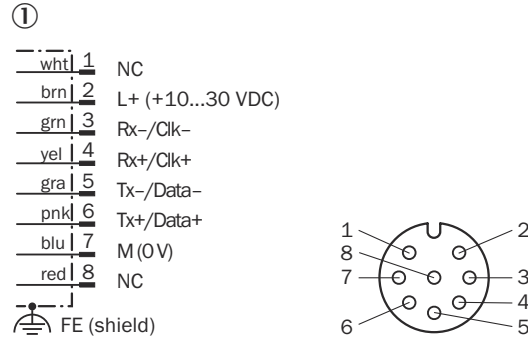 ①
wht 1 NC
brn 2 L+ (+10...30 VDC)
grn 3 Rx–/Clk–
yel 4 Rx+/Clk+
gra 5 Tx–/Data–
pnk 6 Tx+/Data+
blu 7 M (0 V)
red 8 NC
FE (shield)
1 2
8
7 3
4
6 5